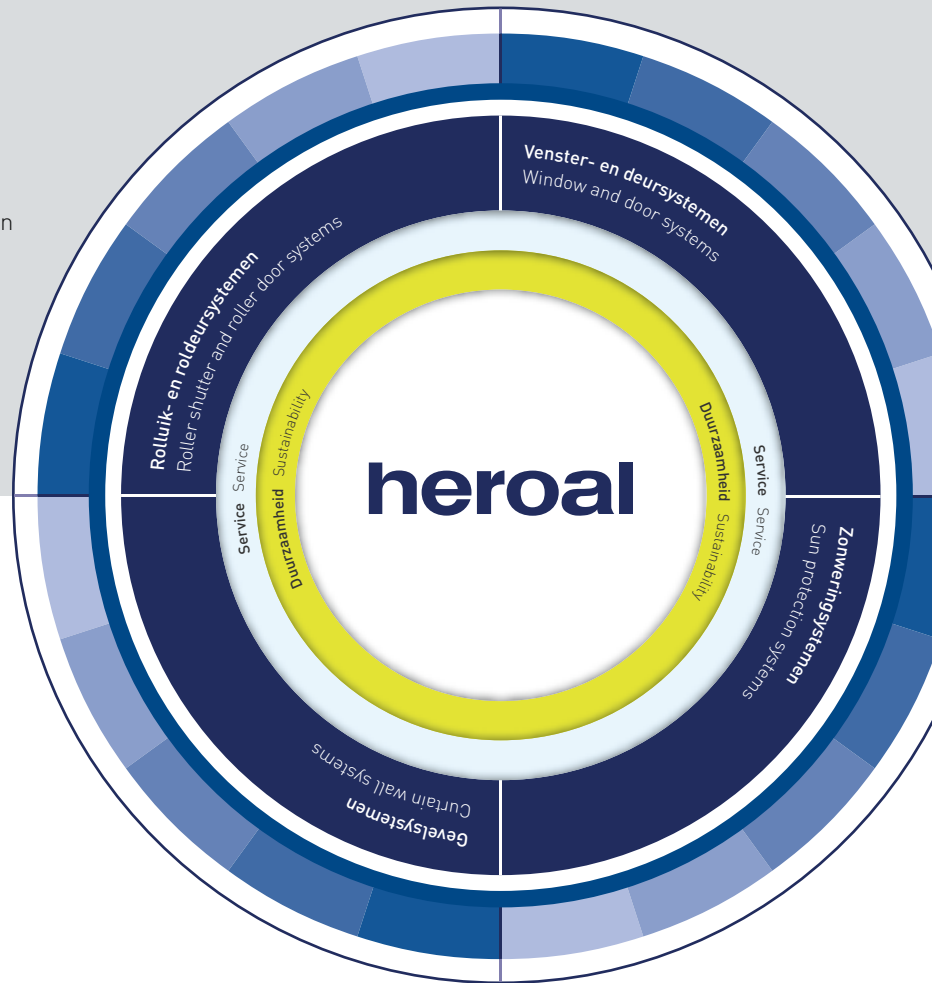 n
Venster- en deursystemen
Window and door systems
Rolluik- en roldeursystemen
Roller shutter and roller door systems
Service Service
Duurzaamheid Sustainability
heroal
Duurzaamheid Sustainability
Service Service
Zonweringsystemen
Sun protection systems
Gevelsystemen
Curtain wall systems